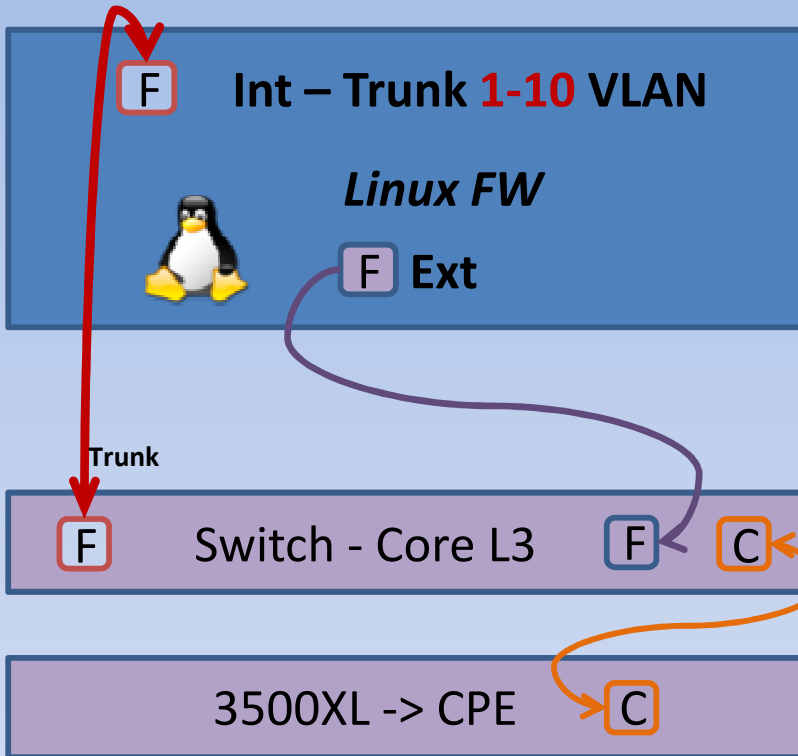 F Int – Trunk 1-10 VLAN
Linux FW
F Ext
Trunk
F Switch - Core L3 F C
3500XL -> CPE C